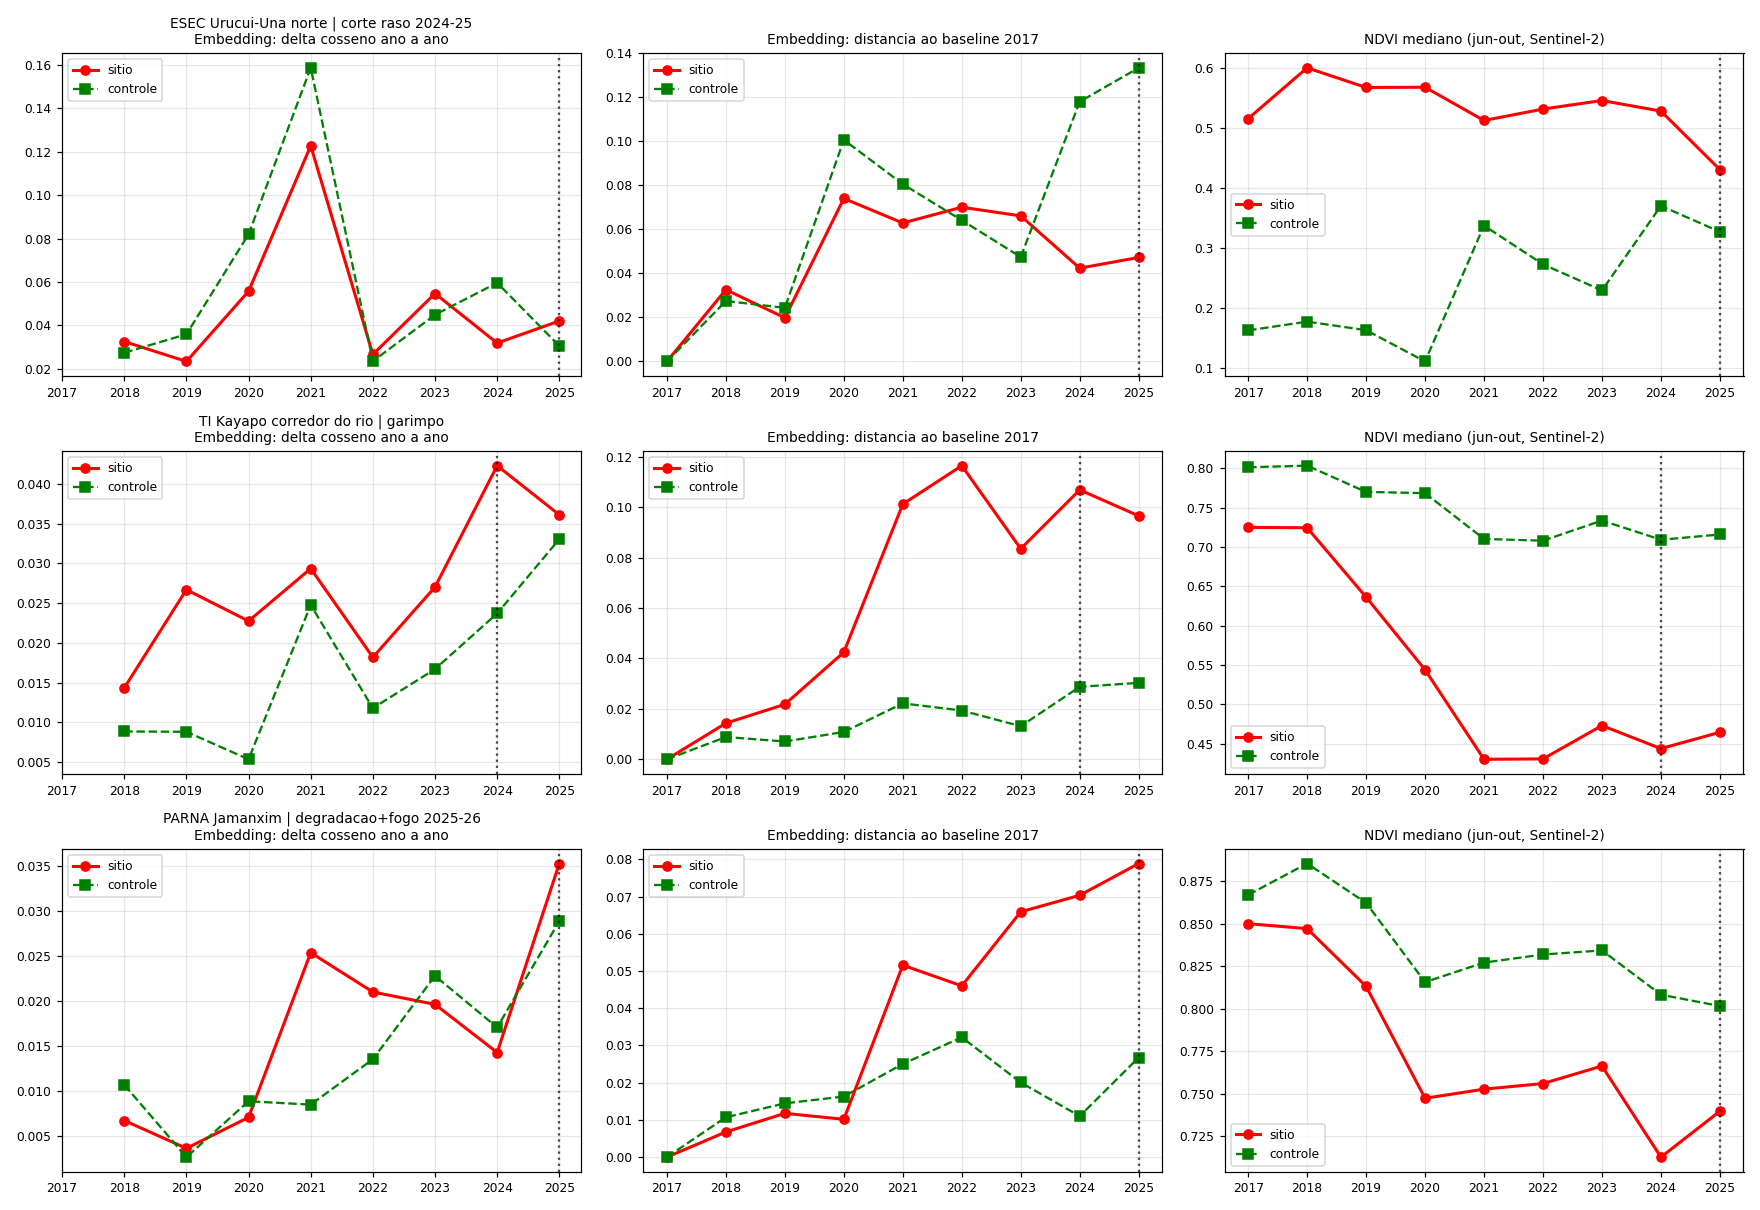 ESEC Urucui-Una norte | corte raso 2024-25
Embedding: delta cosseno ano a ano
sitio
controle
0.16
0.14
0.12
0.10
0.08
0.06
0.04
0.02
2017 2018 2019 2020 2021 2022 2023 2024 2025
Embedding: distancia ao baseline 2017
sitio
controle
0.14
0.12
0.10
0.08
0.06
0.04
0.02
0.00
2017 2018 2019 2020 2021 2022 2023 2024 2025
NDVI mediano (jun-out, Sentinel-2)
sitio
controle
0.6
0.5
0.4
0.3
0.2
0.1
2017 2018 2019 2020 2021 2022 2023 2024 2025
TI Kayapo corredor do rio | garimpo
Embedding: delta cosseno ano a ano
sitio
controle
0.040
0.035
0.030
0.025
0.020
0.015
0.010
0.005
2017 2018 2019 2020 2021 2022 2023 2024 2025
Embedding: distancia ao baseline 2017
sitio
controle
0.12
0.10
0.08
0.06
0.04
0.02
0.00
2017 2018 2019 2020 2021 2022 2023 2024 2025
NDVI mediano (jun-out, Sentinel-2)
0.80
0.75
0.70
0.65
0.60
0.55
0.50
0.45
sitio
controle
2017 2018 2019 2020 2021 2022 2023 2024 2025
PARNA Jamanxim | degradacao+fogo 2025-26
Embedding: delta cosseno ano a ano
sitio
controle
0.035
0.030
0.025
0.020
0.015
0.010
0.005
2017 2018 2019 2020 2021 2022 2023 2024 2025
Embedding: distancia ao baseline 2017
sitio
controle
0.08
0.07
0.06
0.05
0.04
0.03
0.02
0.01
0.00
2017 2018 2019 2020 2021 2022 2023 2024 2025
NDVI mediano (jun-out, Sentinel-2)
0.875
0.850
0.825
0.800
0.775
0.750
0.725
sitio
controle
2017 2018 2019 2020 2021 2022 2023 2024 2025